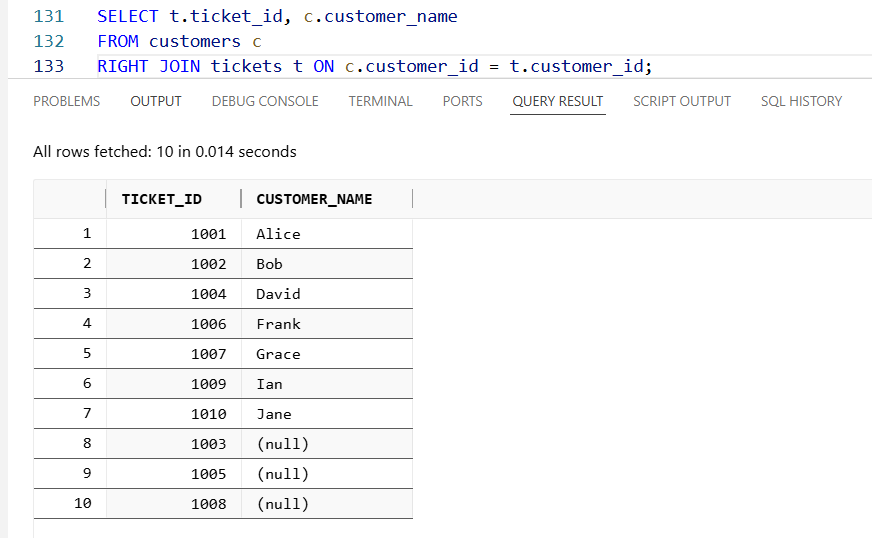 131 SELECT t.ticket_id, c.customer_name
132 FROM customers c
133 RIGHT JOIN tickets t ON c.customer_id = t.customer_id;
PROBLEMS OUTPUT DEBUG CONSOLE TERMINAL PORTS QUERY RESULT SCRIPT OUTPUT SQL HISTORY
All rows fetched: 10 in 0.014 seconds
TICKET_ID CUSTOMER_NAME
1 1001 Alice
2 1002 Bob
3 1004 David
4 1006 Frank
5 1007 Grace
6 1009 Ian
7 1010 Jane
8 1003 (null)
9 1005 (null)
10 1008 (null)